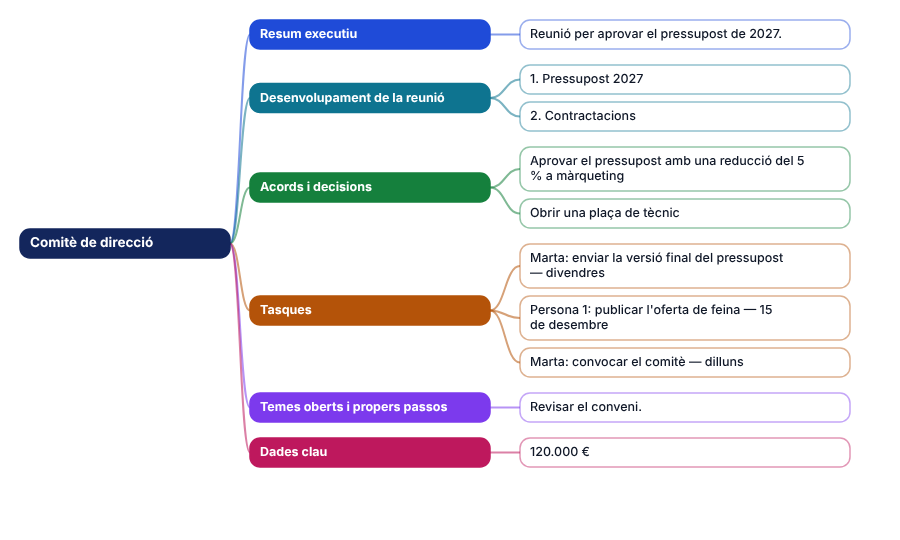 Comitè de direcció
Resum executiu
Reunió per aprovar el pressupost de 2027.
Desenvolupament de la reunió
1. Pressupost 2027
2. Contractacions
Acords i decisions
Aprovar el pressupost amb una reducció del 5
% a màrqueting
Obrir una plaça de tècnic
Tasques
Marta: enviar la versió final del pressupost
— divendres
Persona 1: publicar l'oferta de feina — 15
de desembre
Marta: convocar el comitè — dilluns
Temes oberts i propers passos
Revisar el conveni.
Dades clau
120.000 €